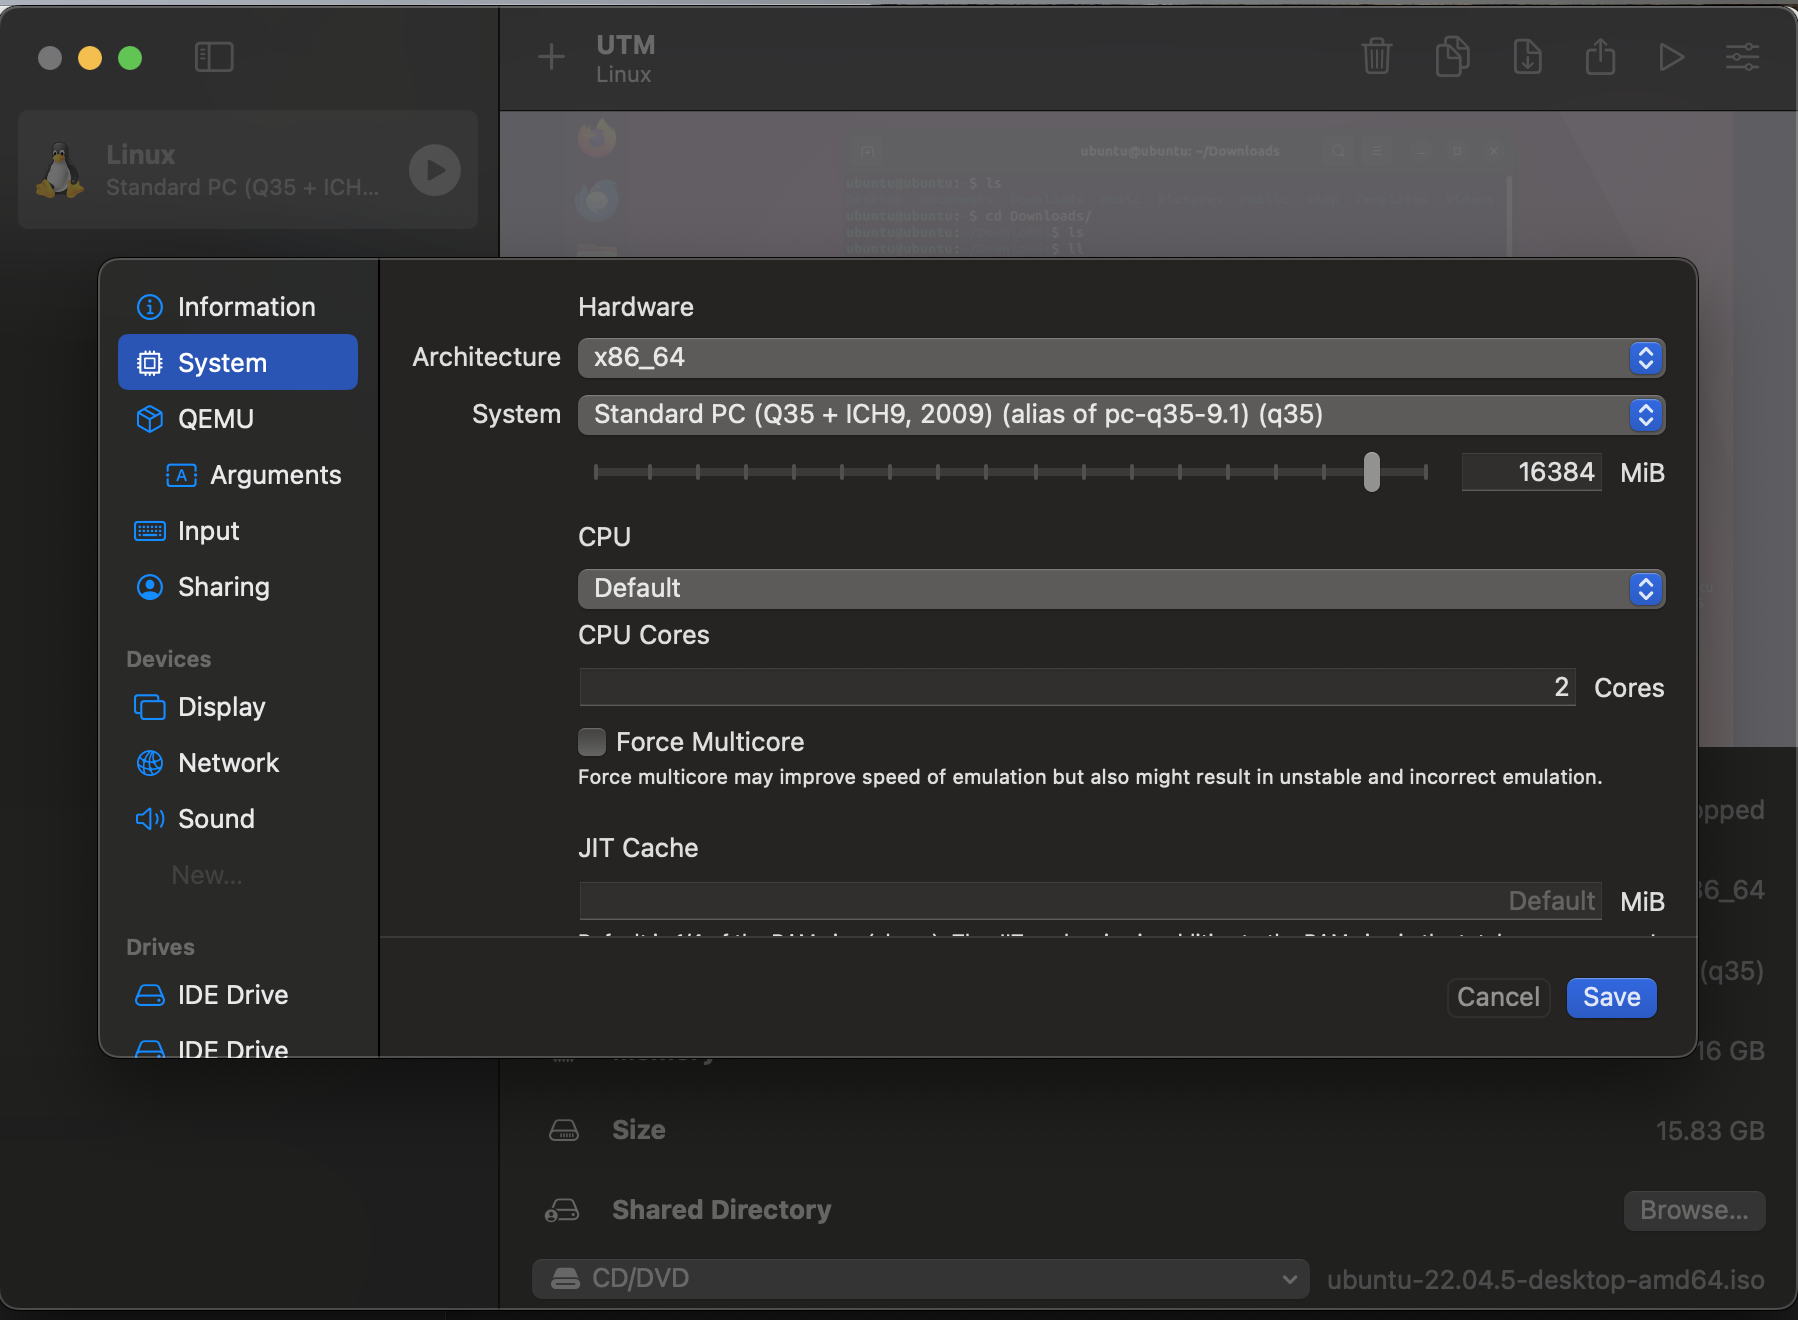 UTM
Linux
Linux
Standard PC (Q35 + ICH...
ubuntu@ubuntu: ~/Downloads
ubuntu@ubuntu: $ ls
ubuntu@ubuntu: $ cd Downloads/
ubuntu@ubuntu: $ ls
ubuntu@ubuntu: $ ll
Information
System
QEMU
Arguments
Input
Sharing
Devices
Display
Network
Sound
New...
Drives
IDE Drive
IDE Drive
Hardware
Architecture x86_64
System Standard PC (Q35 + ICH9, 2009) (alias of pc-q35-9.1) (q35)
16384 MiB
CPU
Default
CPU Cores
2 Cores
Force Multicore
Force multicore may improve speed of emulation but also might result in unstable and incorrect emulation.
JIT Cache
Default MiB
Cancel Save
opped
86_64
(q35)
Memory 16 GB
Size 15.83 GB
Shared Directory Browse...
CD/DVD ubuntu-22.04.5-desktop-amd64.iso